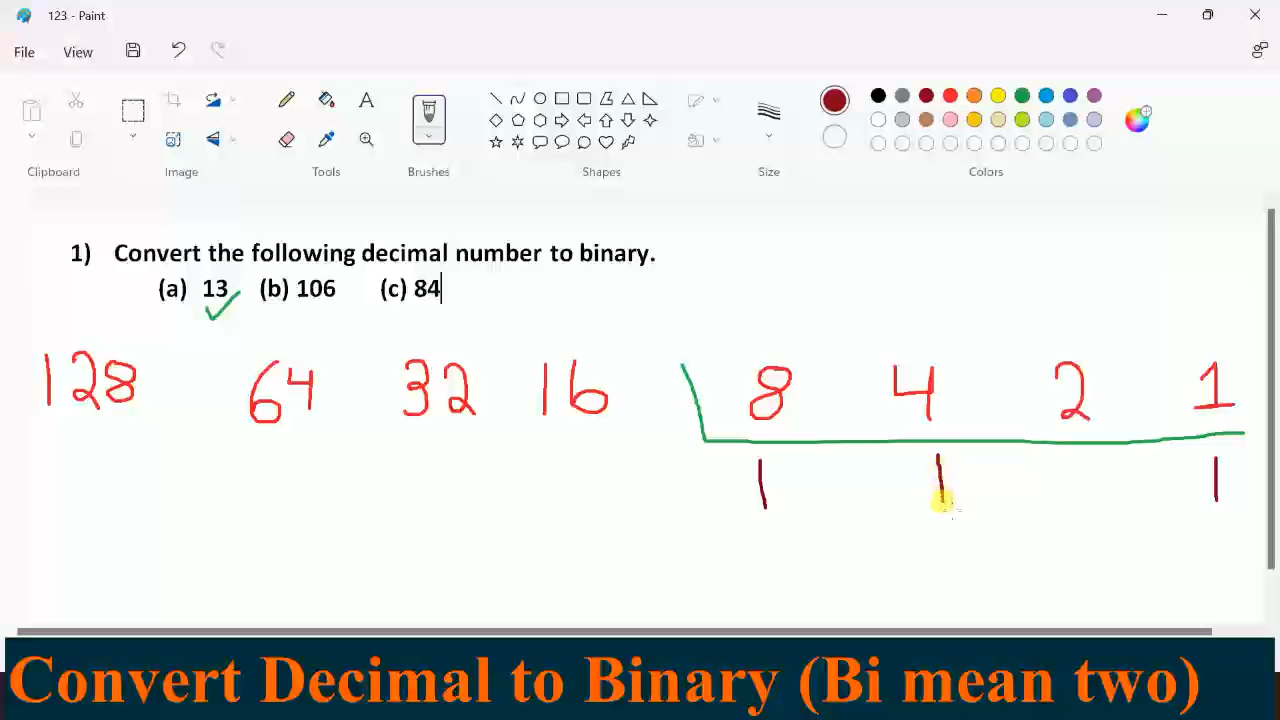 123 - Paint
File View
Clipboard Image Tools Brushes Shapes Size Colors
1) Convert the following decimal number to binary.
(a) 13 (b) 106 (c) 84
128 64 32 16 8 4 2 1
1 1 1
Convert Decimal to Binary (Bi mean two)